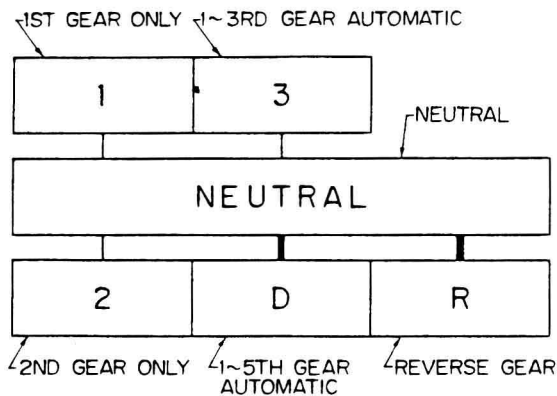 1ST GEAR ONLY
1~3RD GEAR AUTOMATIC
1
3
NEUTRAL
NEUTRAL
2
D
R
2ND GEAR ONLY
1~5TH GEAR
AUTOMATIC
REVERSE GEAR